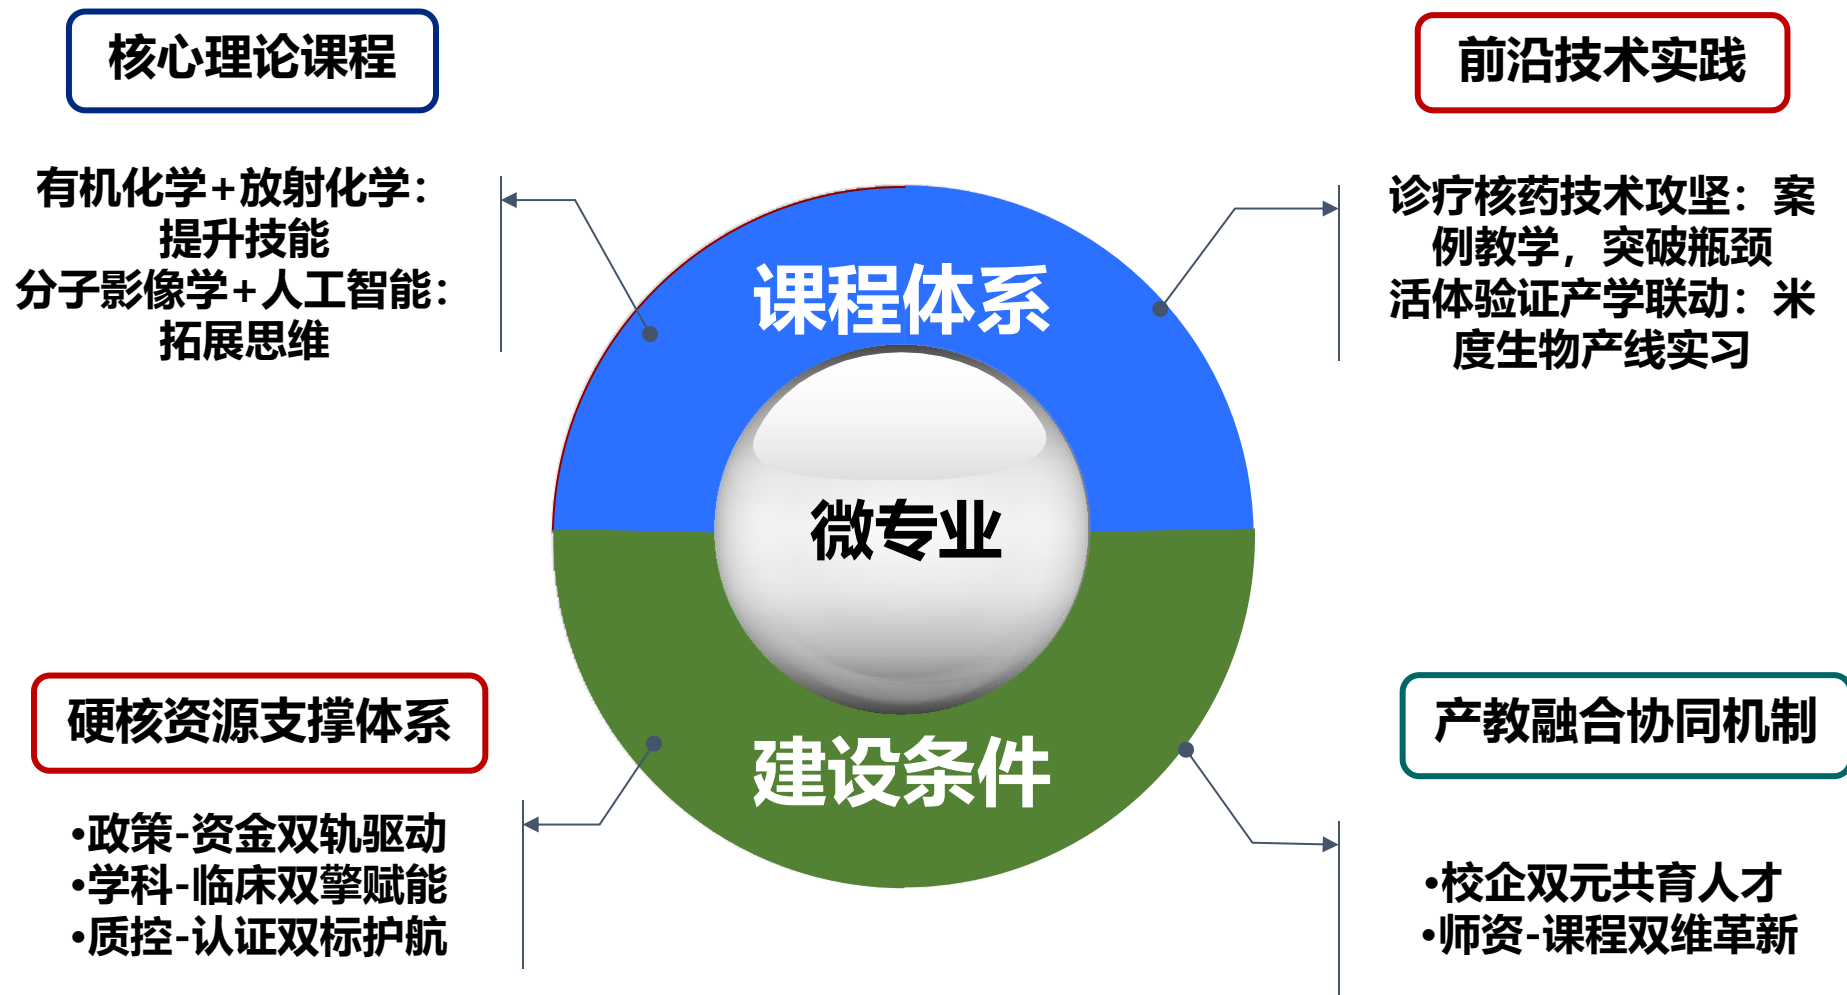 核心理论课程
前沿技术实践
有机化学+放射化学：
提升技能
分子影像学+人工智能：
拓展思维
诊疗核药技术攻坚：案
例教学，突破瓶颈
活体验证产学联动：米
度生物产线实习
课程体系
微专业
建设条件
硬核资源支撑体系
•政策-资金双轨驱动
•学科-临床双擎赋能
•质控-认证双标护航
产教融合协同机制
•校企双元共育人才
•师资-课程双维革新